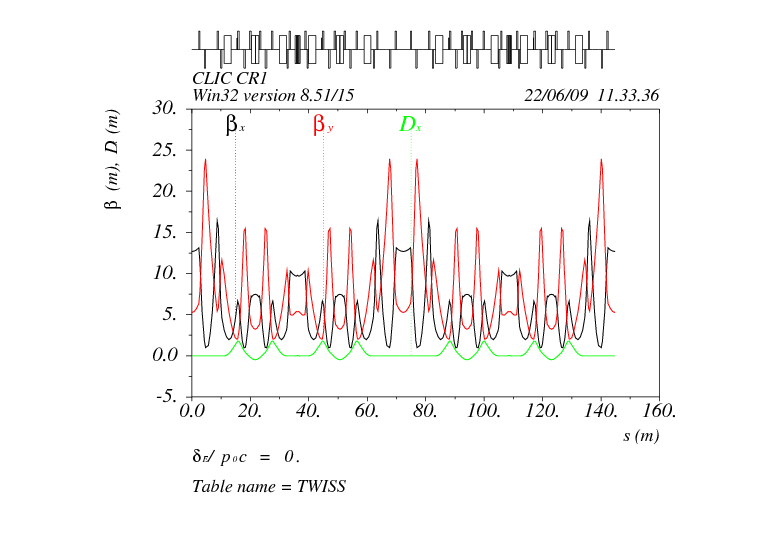 CLIC CR1
Win32 version 8.51/15 22/06/09 11.33.36
30.
25.
20.
15.
10.
5.
0.0
-5.
β (m), D (m)
βx βy Dx
0.0 20. 40. 60. 80. 100. 120. 140. 160.
s (m)
δE/ p0c = 0.
Table name = TWISS